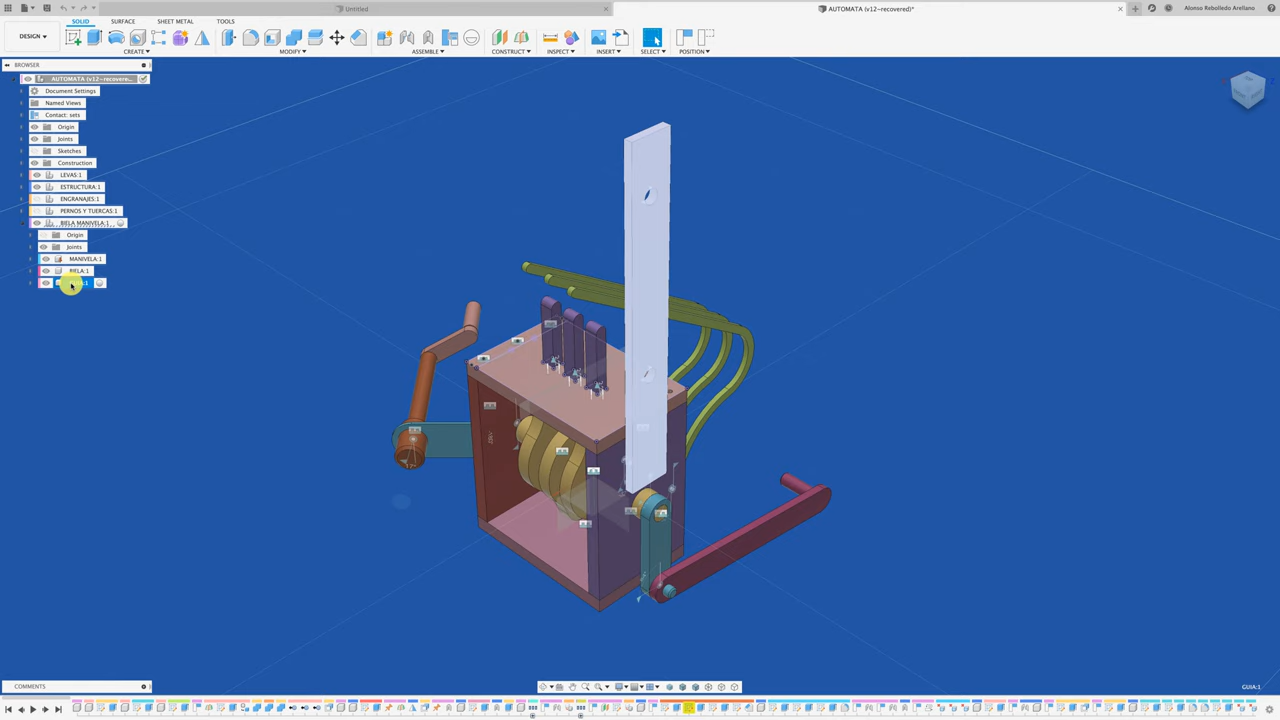 Untitled
AUTOMATA (v12-recovered)*
Alonso Rebolledo Arellano
DESIGN
SOLID
SURFACE
SHEET METAL
TOOLS
CREATE
MODIFY
ASSEMBLE
CONSTRUCT
INSPECT
INSERT
SELECT
POSITION
BROWSER
AUTOMATA (v12-recovere...
Document Settings
Named Views
Contact: sets
Origin
Joints
Sketches
Construction
LEVAS:1
ESTRUCTURA:1
ENGRANAJES:1
PERNOS Y TUERCAS:1
BIELA MANIVELA:1
Origin
Joints
MANIVELA:1
BIELA:1
COMMENTS
GUIA:1